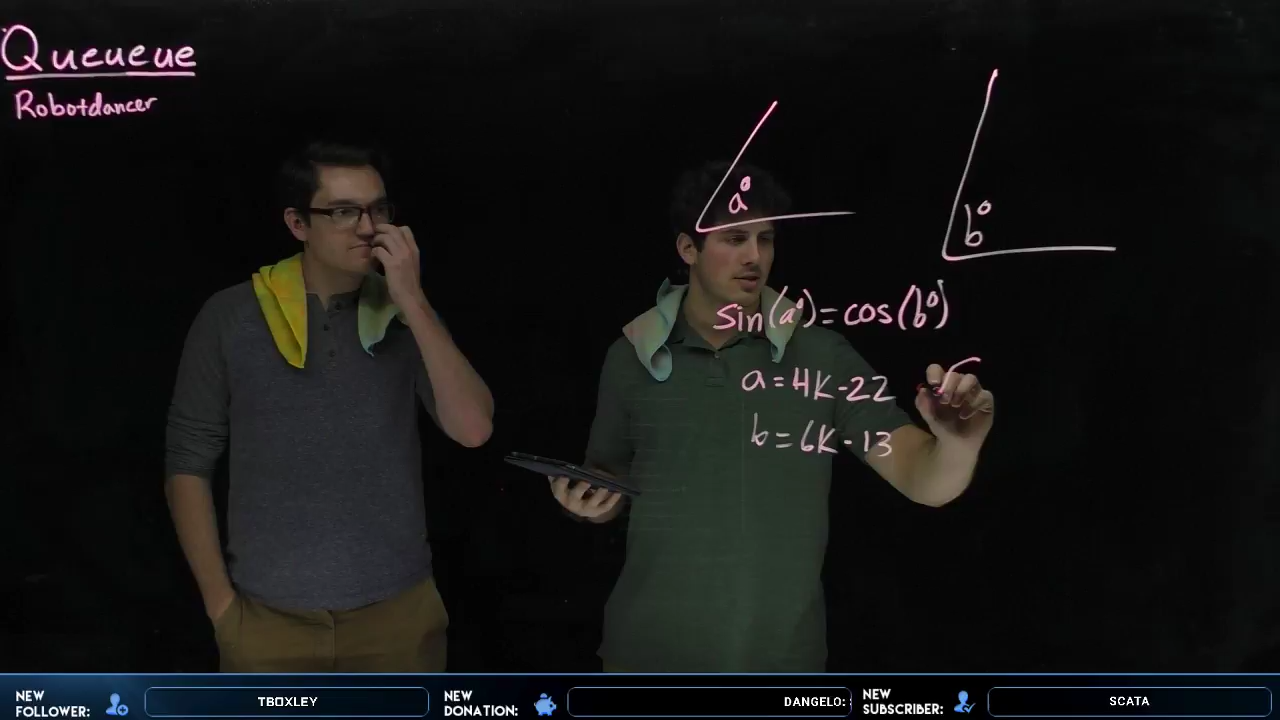 Queueue
Robotdancer
a°
b°
sin(a°)=cos(b°)
a=4K-22
b=6K-13
NEW FOLLOWER:
TBOXLEY
NEW DONATION:
DANGELO:
NEW SUBSCRIBER:
SCATA